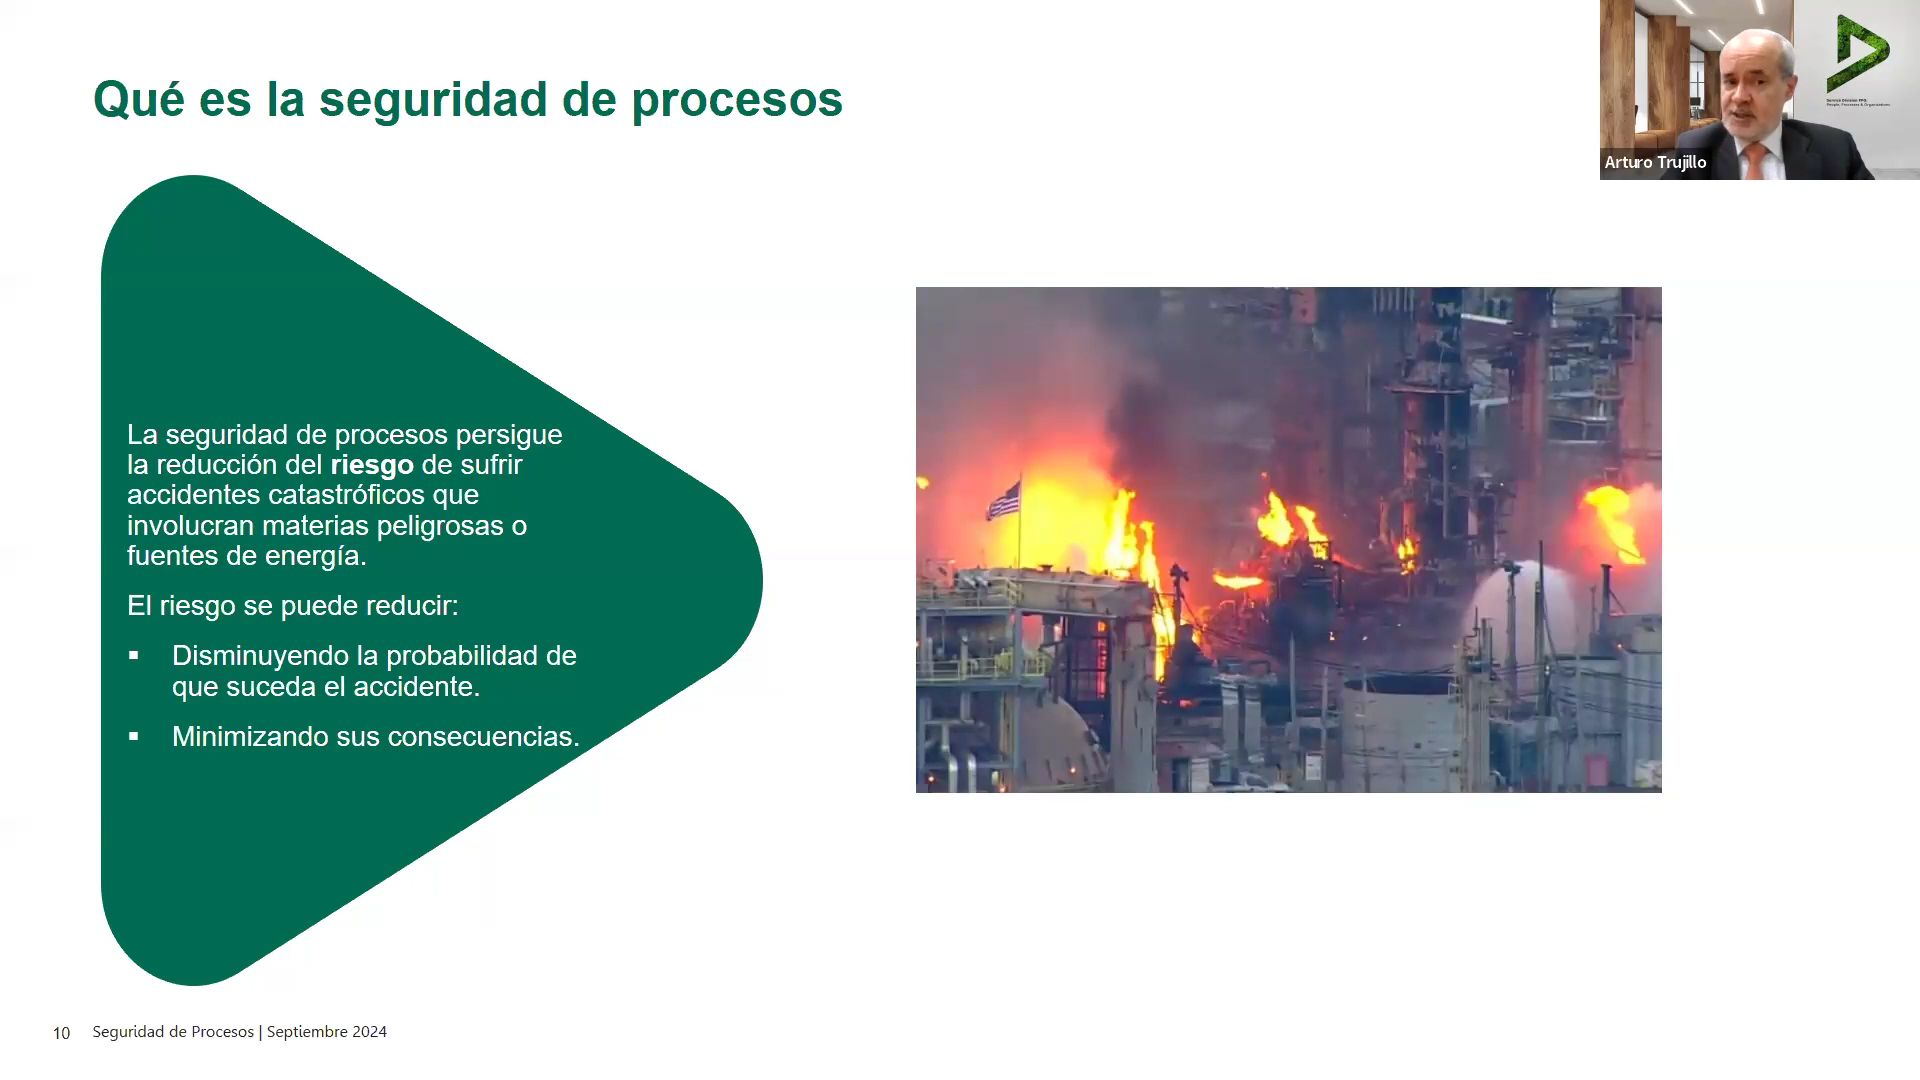 Qué es la seguridad de procesos
Arturo Trujillo
La seguridad de procesos persigue
la reducción del riesgo de sufrir
accidentes catastróficos que
involucran materias peligrosas o
fuentes de energía.
El riesgo se puede reducir:
▪ Disminuyendo la probabilidad de
que suceda el accidente.
▪ Minimizando sus consecuencias.
10 Seguridad de Procesos | Septiembre 2024